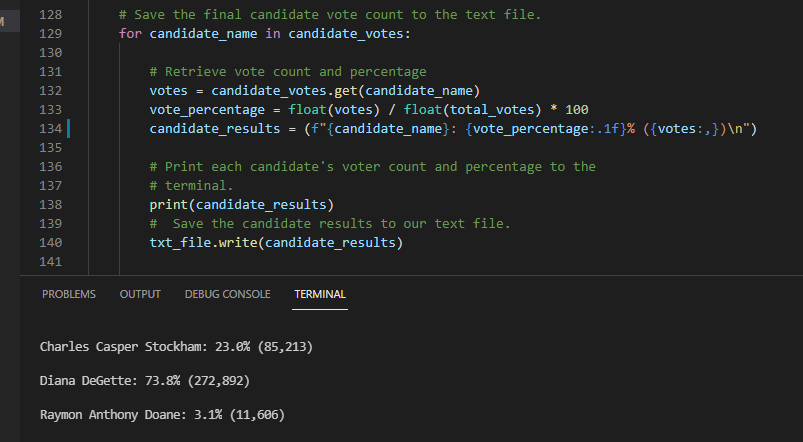 M
128 # Save the final candidate vote count to the text file.
129 for candidate_name in candidate_votes:
130
131 # Retrieve vote count and percentage
132 votes = candidate_votes.get(candidate_name)
133 vote_percentage = float(votes) / float(total_votes) * 100
134 candidate_results = (f"{candidate_name}: {vote_percentage:.1f}% ({votes:,})\n")
135
136 # Print each candidate's voter count and percentage to the
137 # terminal.
138 print(candidate_results)
139 #  Save the candidate results to our text file.
140 txt_file.write(candidate_results)
141
PROBLEMS OUTPUT DEBUG CONSOLE TERMINAL
Charles Casper Stockham: 23.0% (85,213)
Diana DeGette: 73.8% (272,892)
Raymon Anthony Doane: 3.1% (11,606)